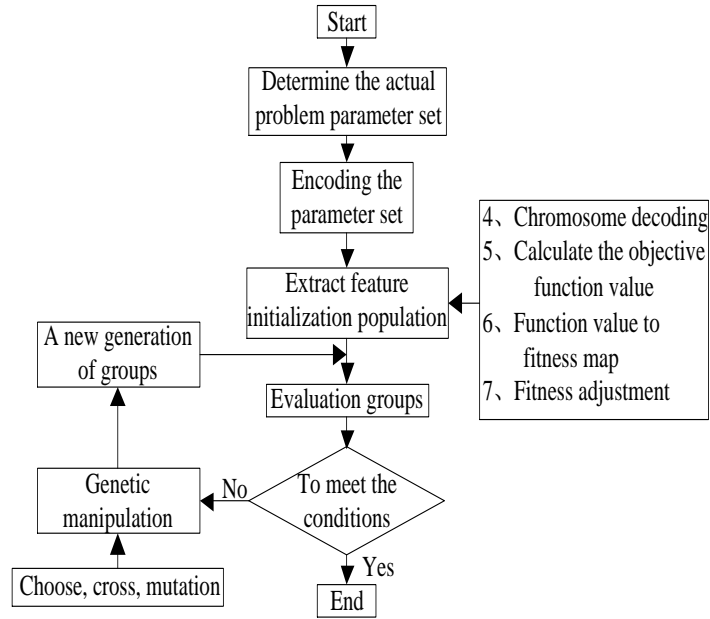 Start
Determine the actual
problem parameter set
Encoding the
parameter set
4、Chromosome decoding
5、Calculate the objective
function value
6、Function value to
fitness map
7、Fitness adjustment
Extract feature
initialization population
A new generation
of groups
Evaluation groups
To meet the
conditions
No
Genetic
manipulation
Choose, cross, mutation
Yes
End